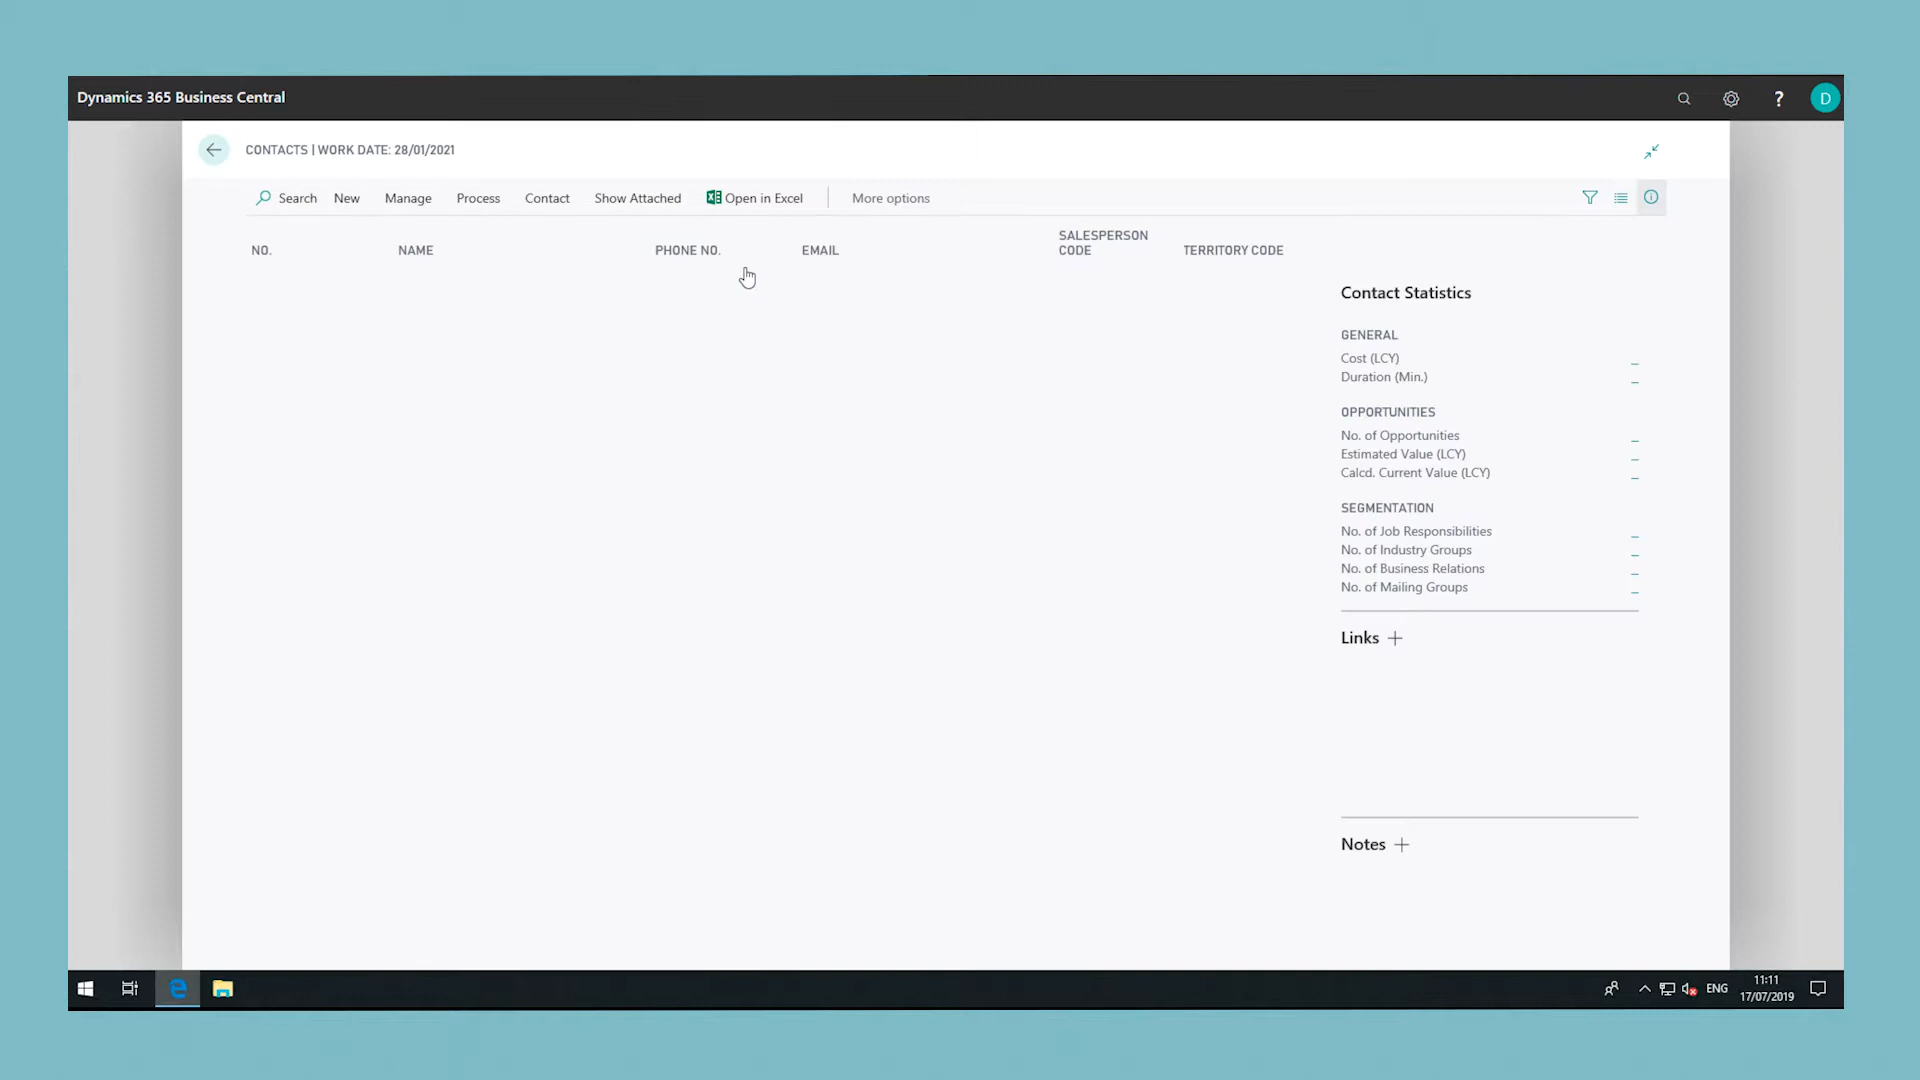 Dynamics 365 Business Central
?
D
CONTACTS | WORK DATE: 28/01/2021
Search New Manage Process Contact Show Attached Open in Excel More options
NO. NAME PHONE NO. EMAIL SALESPERSON CODE TERRITORY CODE
Contact Statistics
GENERAL
Cost (LCY) _
Duration (Min.) _
OPPORTUNITIES
No. of Opportunities _
Estimated Value (LCY) _
Calcd. Current Value (LCY) _
SEGMENTATION
No. of Job Responsibilities _
No. of Industry Groups _
No. of Business Relations _
No. of Mailing Groups _
Links +
Notes +
ENG
11:11
17/07/2019